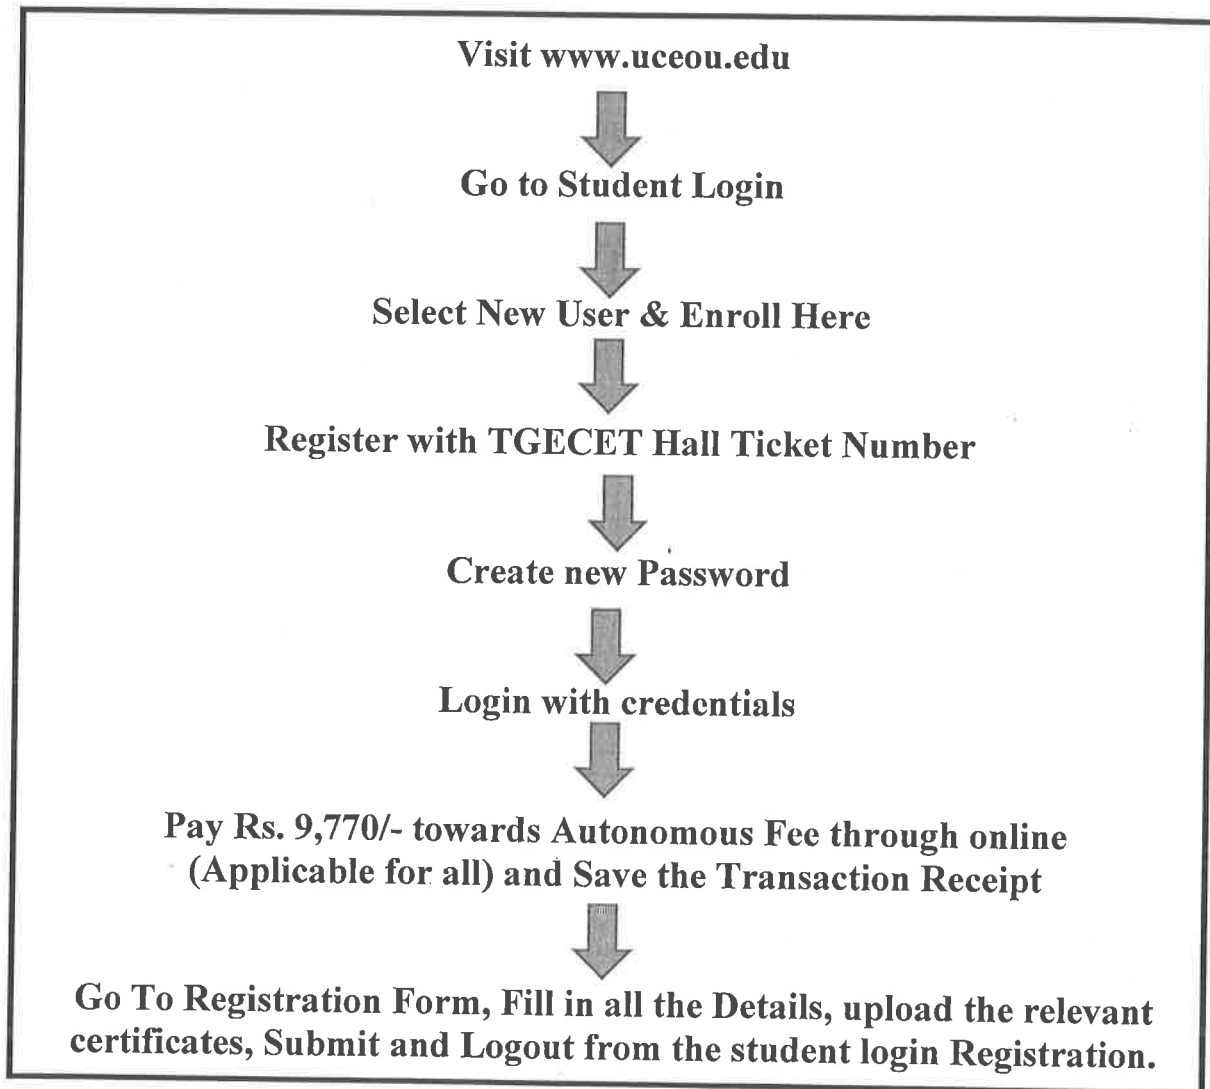 Visit www.uceou.edu
Go to Student Login
Select New User & Enroll Here
Register with TGECET Hall Ticket Number
Create new Password
Login with credentials
Pay Rs. 9,770/- towards Autonomous Fee through online
(Applicable for all) and Save the Transaction Receipt
Go To Registration Form, Fill in all the Details, upload the relevant
certificates, Submit and Logout from the student login Registration.